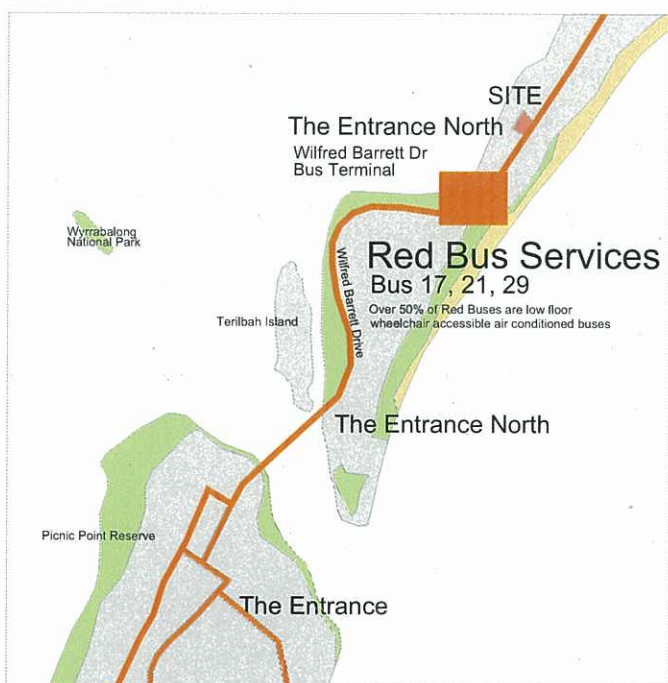 SITE
The Entrance North
Wilfred Barrett Dr
Bus Terminal
Wyrrabalong
National Park
Red Bus Services
Bus 17, 21, 29
Over 50% of Red Buses are low floor
wheelchair accessible air conditioned buses
Terilbah Island
Wilfred Barrett Drive
The Entrance North
Picnic Point Reserve
The Entrance